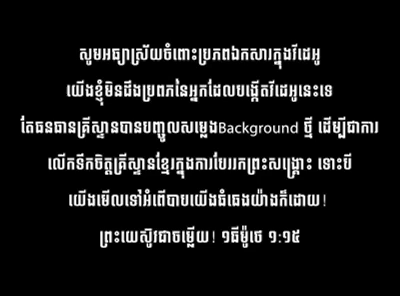 សូមអធ្យាស្រ័យចំពោះប្រភពឯកសារក្នុងវីដេអូ
យើងខ្ញុំមិនដឹងប្រពភនៃអ្នកដែលបង្កើតវីដេអូនេះទេ
តែធនធានគ្រីស្ទានបានបញ្ចូលសម្លេងBackground ថ្មី ដើម្បីជាការ
លើកទឹកចិត្តគ្រីស្ទានខ្មែរក្នុងការបែររកព្រះសង្គ្រោះ ទោះបី
យើងមើលទៅអំពើបាបយើងធំធេងយ៉ាងក៏ដោយ!
ព្រះយេស៊ូវជាចម្លើយ! ១ធីម៉ូថេ ១:១៥